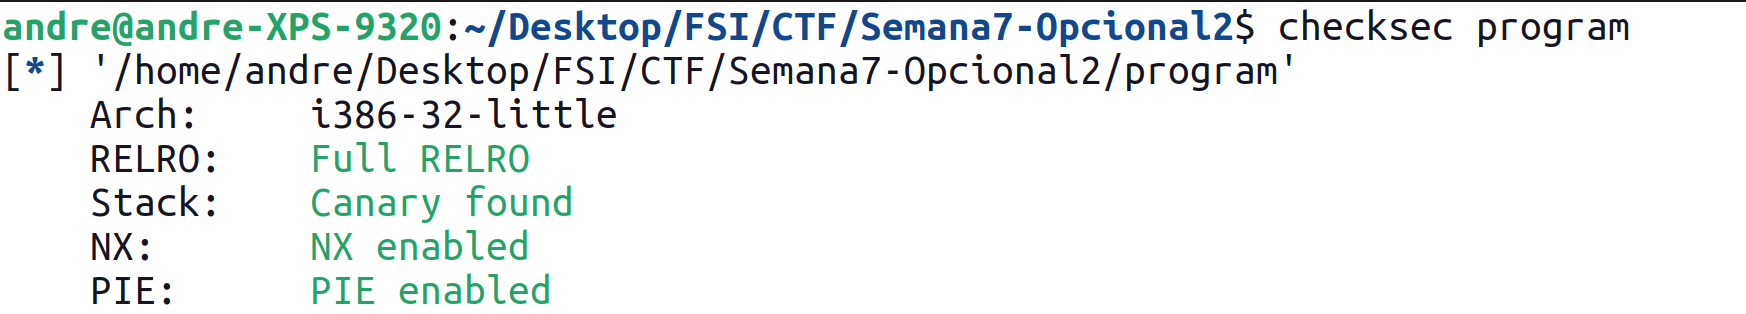 andre@andre-XPS-9320:~/Desktop/FSI/CTF/Semana7-Opcional2$ checksec program
[*] '/home/andre/Desktop/FSI/CTF/Semana7-Opcional2/program'
    Arch:     i386-32-little
    RELRO:    Full RELRO
    Stack:    Canary found
    NX:       NX enabled
    PIE:      PIE enabled